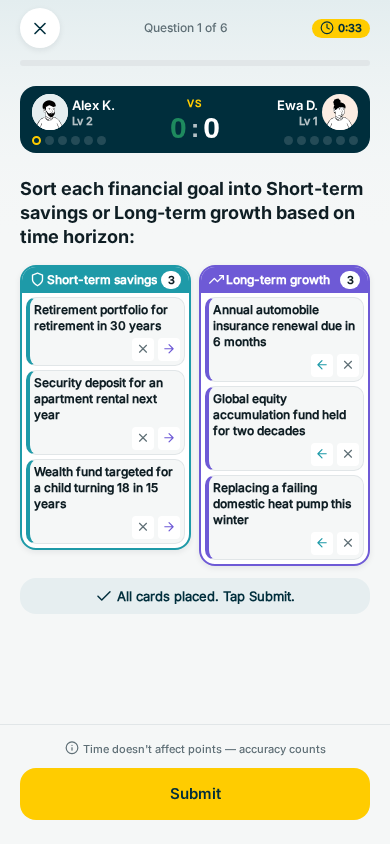 Question 1 of 6
0:33
Alex K.
Lv 2
VS
0 : 0
Ewa D.
Lv 1
Sort each financial goal into Short-term
savings or Long-term growth based on
time horizon:
Short-term savings 3
Retirement portfolio for
retirement in 30 years
Security deposit for an
apartment rental next
year
Wealth fund targeted for
a child turning 18 in 15
years
Long-term growth 3
Annual automobile
insurance renewal due in
6 months
Global equity
accumulation fund held
for two decades
Replacing a failing
domestic heat pump this
winter
All cards placed. Tap Submit.
Time doesn't affect points — accuracy counts
Submit